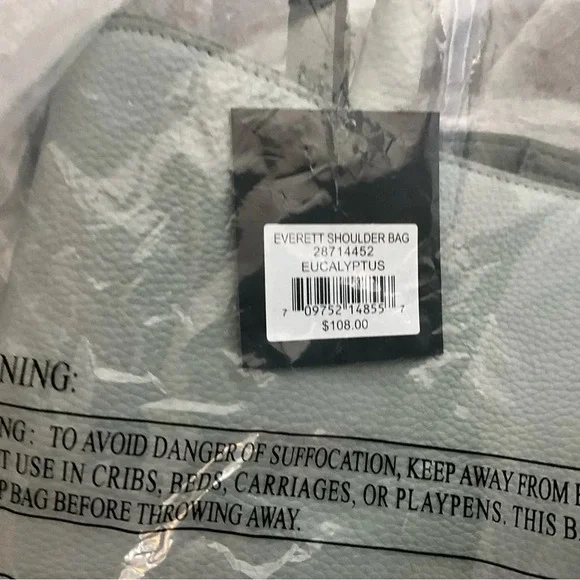 EVERETT SHOULDER BAG
28714452
EUCALYPTUS
7 09752 14855 7
$108.00
NING:
NG: TO AVOID DANGER OF SUFFOCATION, KEEP AWAY FROM
T USE IN CRIBS, BEDS, CARRIAGES, OR PLAYPENS. THIS B
P BAG BEFORE THROWING AWAY.